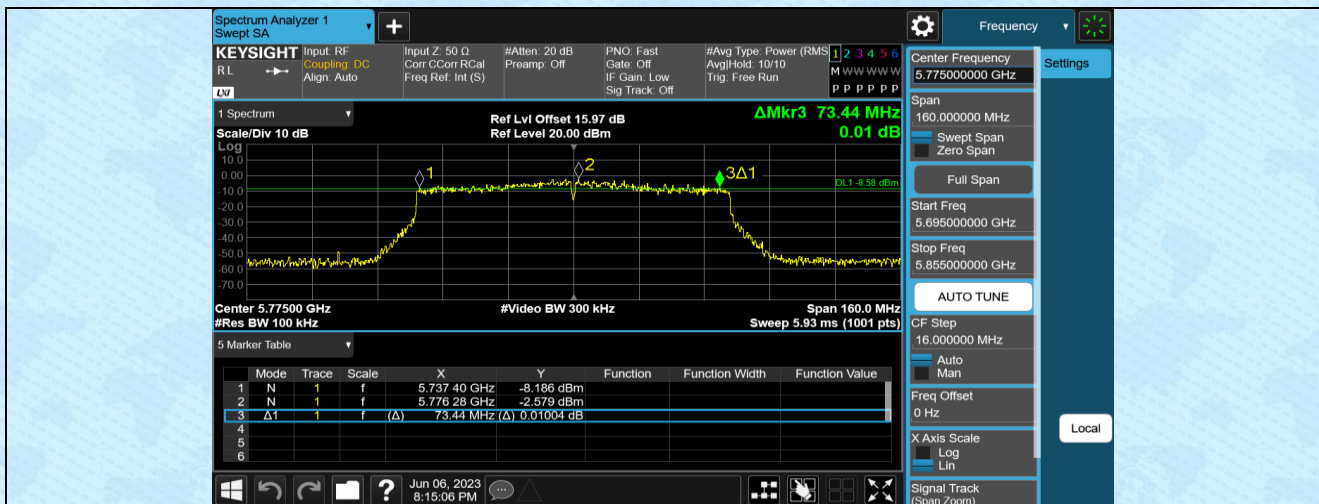 Spectrum Analyzer 1
Swept SA
Frequency
KEYSIGHT
R L
LXI
Input: RF
Coupling: DC
Align: Auto
Input Z: 50 Ω
Corr CCorr RCal
Freq Ref: Int (S)
#Atten: 20 dB
Preamp: Off
PNO: Fast
Gate: Off
IF Gain: Low
Sig Track: Off
#Avg Type: Power (RMS
Avg|Hold: 10/10
Trig: Free Run
1 2 3 4 5 6
M W W W W W
P P P P P P
1 Spectrum
Scale/Div 10 dB
Ref Lvl Offset 15.97 dB
Ref Level 20.00 dBm
ΔMkr3 73.44 MHz
0.01 dB
Log
10.0
0.00
-10.0
-20.0
-30.0
-40.0
-50.0
-60.0
-70.0
1
2
3Δ1
DL1 -8.58 dBm
Center 5.77500 GHz
#Video BW 300 kHz
Span 160.0 MHz
#Res BW 100 kHz
Sweep 5.93 ms (1001 pts)
5 Marker Table
Mode Trace Scale X Y Function Function Width Function Value
1 N 1 f 5.737 40 GHz -8.186 dBm
2 N 1 f 5.776 28 GHz -2.579 dBm
3 Δ1 1 f (Δ) 73.44 MHz (Δ) 0.01004 dB
4
5
6
Jun 06, 2023
8:15:06 PM
Center Frequency
5.775000000 GHz
Settings
Span
160.000000 MHz
Swept Span
Zero Span
Full Span
Start Freq
5.695000000 GHz
Stop Freq
5.855000000 GHz
AUTO TUNE
CF Step
16.000000 MHz
Auto
Man
Freq Offset
0 Hz
Local
X Axis Scale
Log
Lin
Signal Track
(Span Zoom)